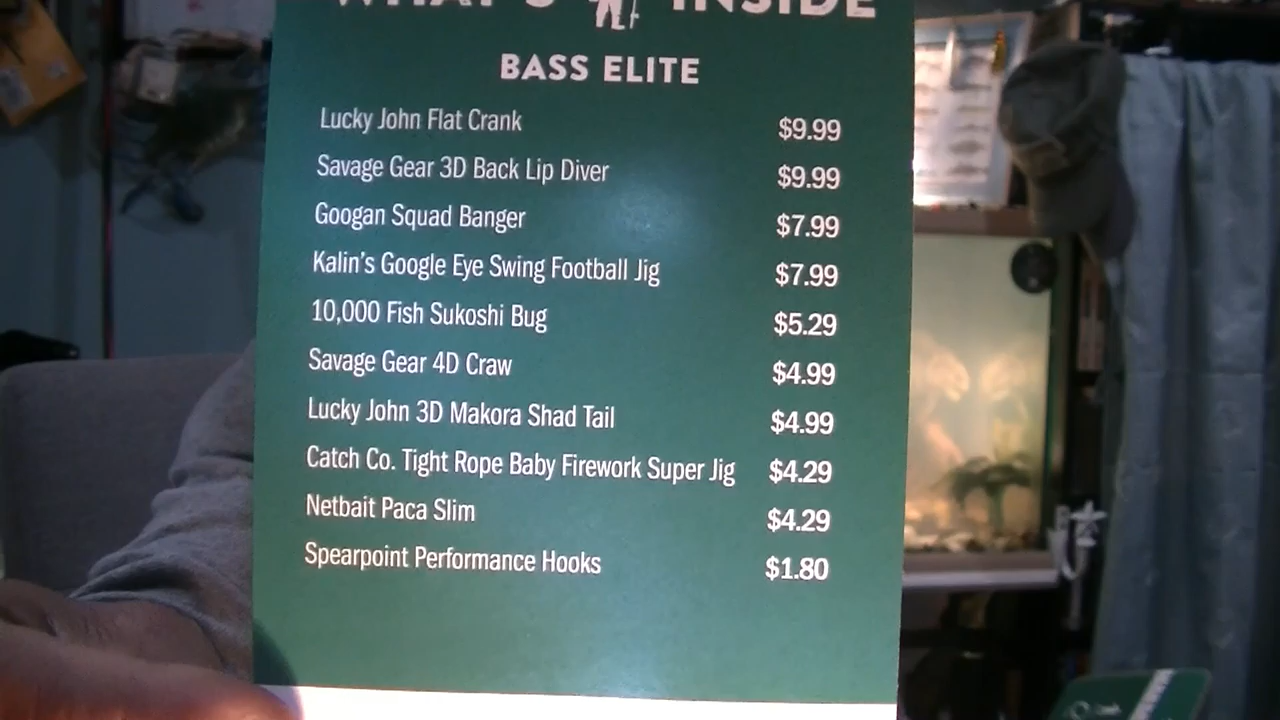 WHAT'S INSIDE
BASS ELITE
Lucky John Flat Crank $9.99
Savage Gear 3D Back Lip Diver $9.99
Googan Squad Banger $7.99
Kalin's Google Eye Swing Football Jig $7.99
10,000 Fish Sukoshi Bug $5.29
Savage Gear 4D Craw $4.99
Lucky John 3D Makora Shad Tail $4.99
Catch Co. Tight Rope Baby Firework Super Jig $4.29
Netbait Paca Slim $4.29
Spearpoint Performance Hooks $1.80